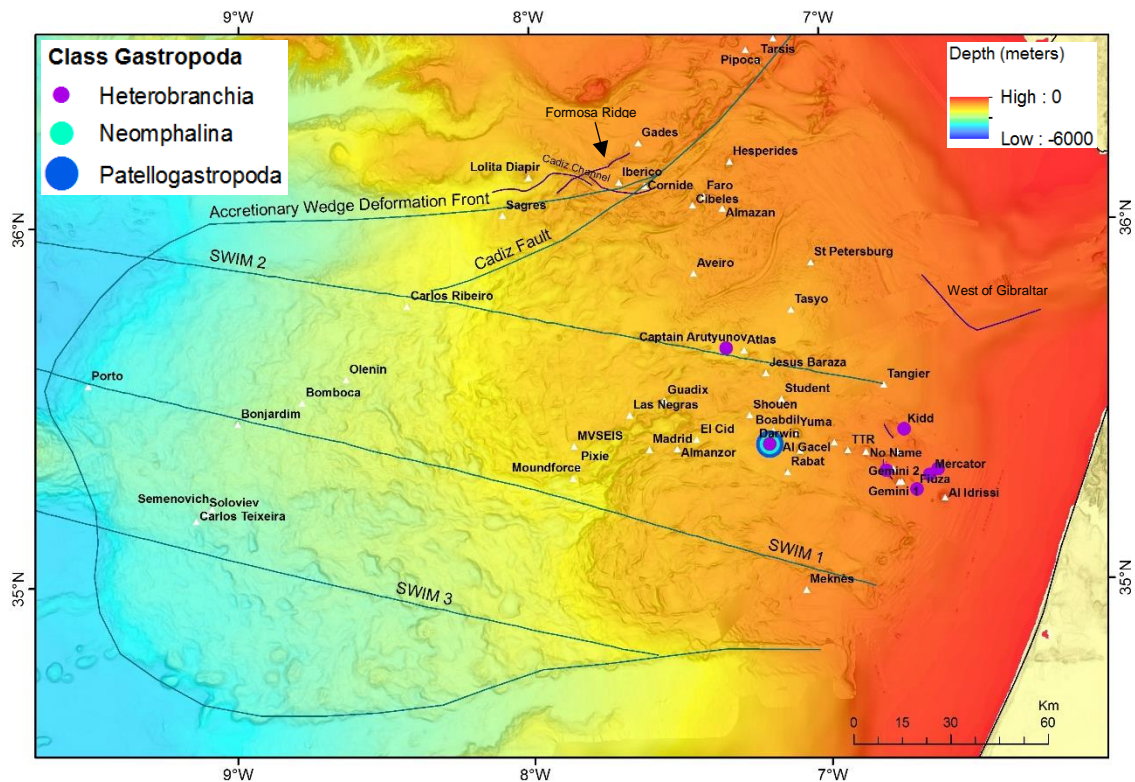 9°W
8°W
7°W
Class Gastropoda
Heterobranchia
Neomphalina
Patellogastropoda
Depth (meters)
High : 0
Low : -6000
Tarsis
Pipoca
Formosa Ridge
Gades
Hesperides
Lolita Diapir
Cadiz Channel
Iberico
Cornide
Faro
Cibeles
Almazan
Accretionary Wedge Deformation Front
Sagres
36°N
36°N
SWIM 2
Cadiz Fault
Aveiro
St Petersburg
West of Gibraltar
Carlos Ribeiro
Tasyo
Captain Arutyunov
Atlas
Jesus Baraza
Porto
Olenin
Bomboca
Bonjardim
Tangier
Guadix
Student
Las Negras
Shouen
Boabdil
Yuma
Kidd
El Cid
Darwin
MVSEIS
Madrid
Al Gacel
TTR
Pixie
Almanzor
No Name
Moundforce
Rabat
Gemini 2
Mercator
Fiuza
Gemini 1
Al Idrissi
Semenovich
Soloviev
Carlos Teixeira
SWIM 1
SWIM 3
Meknès
35°N
35°N
Km
0 15 30 60
9°W
8°W
7°W